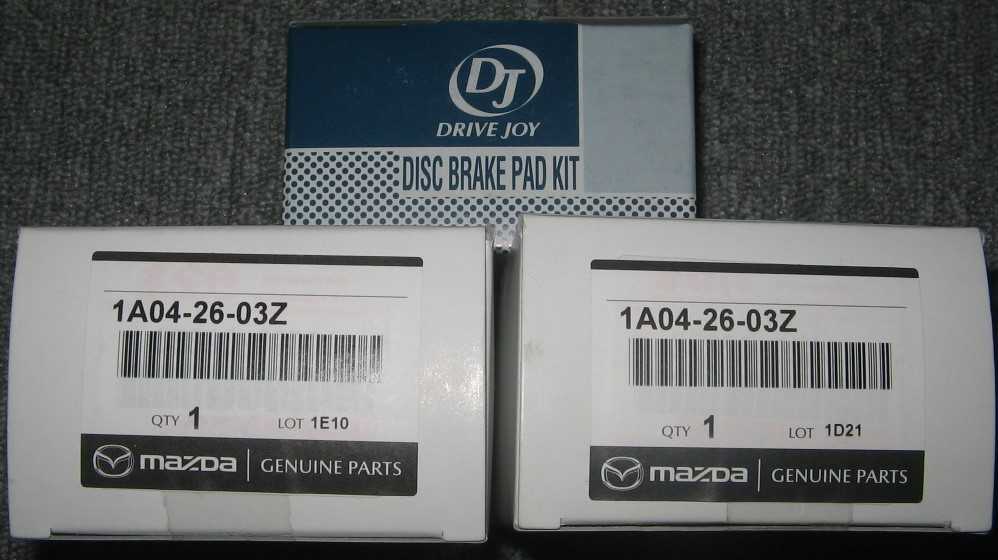 DJ
DRIVE JOY
DISC BRAKE PAD KIT
1A04-26-03Z
QTY 1 LOT 1E10
mazda GENUINE PARTS
1A04-26-03Z
QTY 1 LOT 1D21
mazda GENUINE PARTS